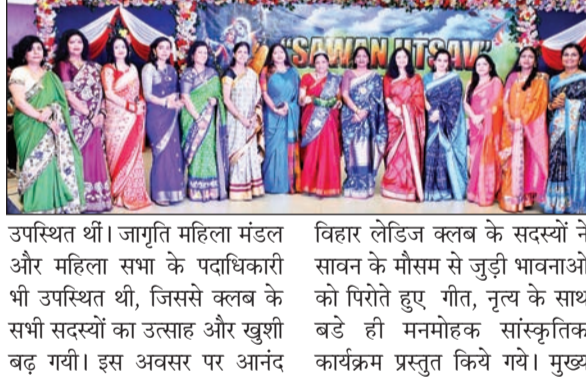 "SAWAN UTSAV"
उपस्थित थीं। जागृति महिला मंडल
और महिला सभा के पदाधिकारी
भी उपस्थित थी, जिससे क्लब के
सभी सदस्यों का उत्साह और खुशी
बढ़ गयी। इस अवसर पर आनंद
विहार लेडिज क्लब के सदस्यों ने
सावन के मौसम से जुड़ी भावनाओ
को पिरोते हुए गीत, नृत्य के साथ
बडे ही मनमोहक सांस्कृतिक
कार्यक्रम प्रस्तुत किये गये। मुख्य